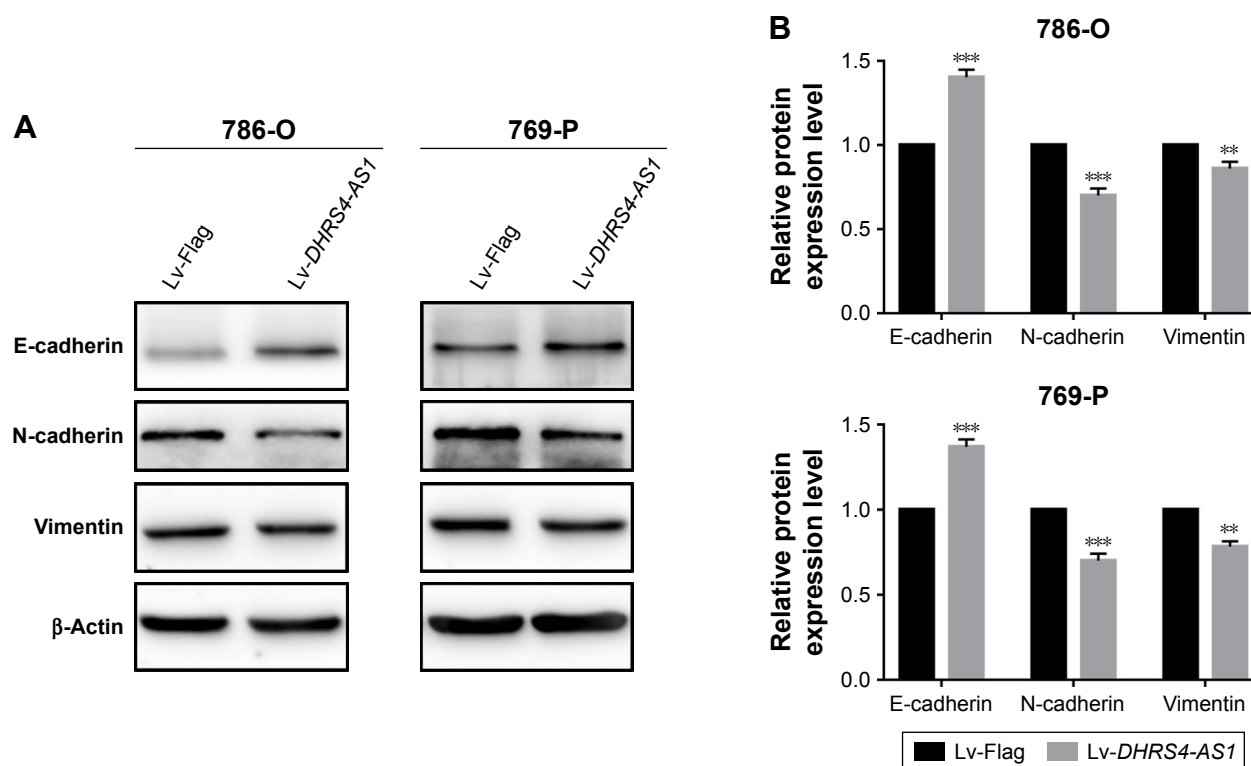 A
786-O
769-P
Lv-Flag
Lv-DHRS4-AS1
Lv-Flag
Lv-DHRS4-AS1
E-cadherin
N-cadherin
Vimentin
β-Actin
B
786-O
Relative protein
expression level
1.5
1.0
0.5
0.0
***
***
**
E-cadherin N-cadherin Vimentin
769-P
Relative protein
expression level
1.5
1.0
0.5
0.0
***
***
**
E-cadherin N-cadherin Vimentin
Lv-Flag Lv-DHRS4-AS1